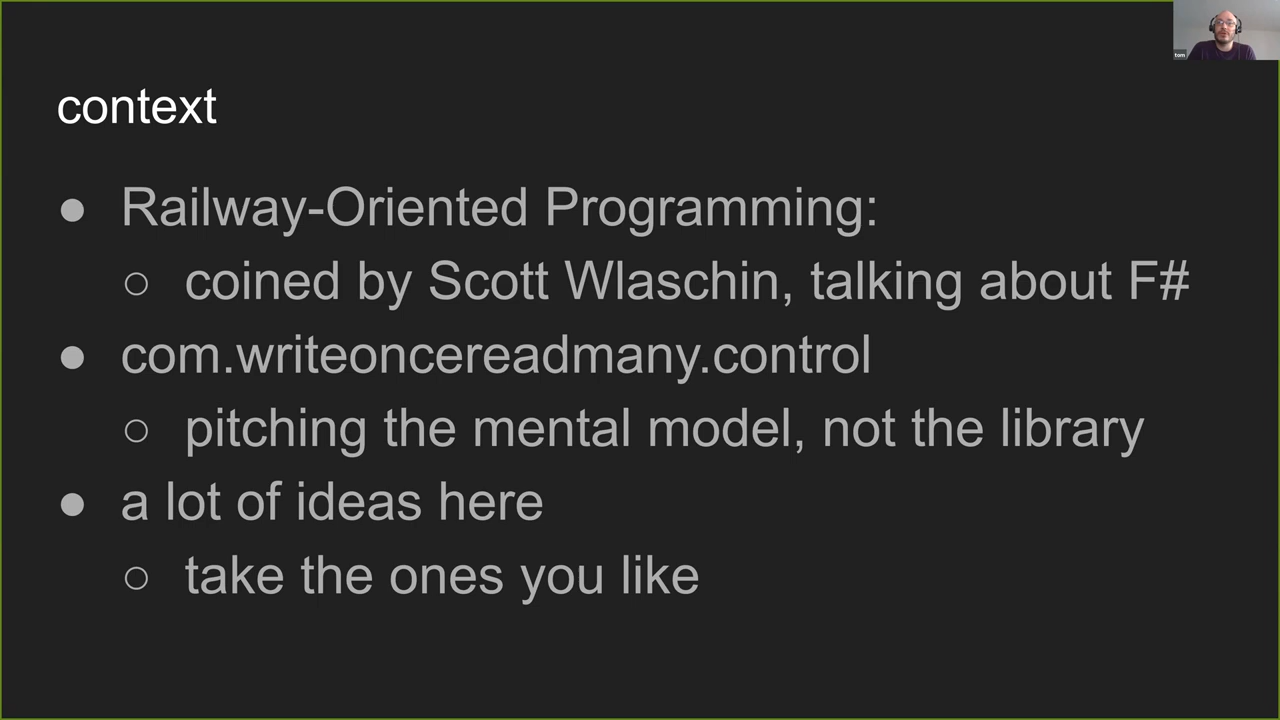 tom
context
● Railway-Oriented Programming:
○ coined by Scott Wlaschin, talking about F#
● com.writeoncereadmany.control
○ pitching the mental model, not the library
● a lot of ideas here
○ take the ones you like